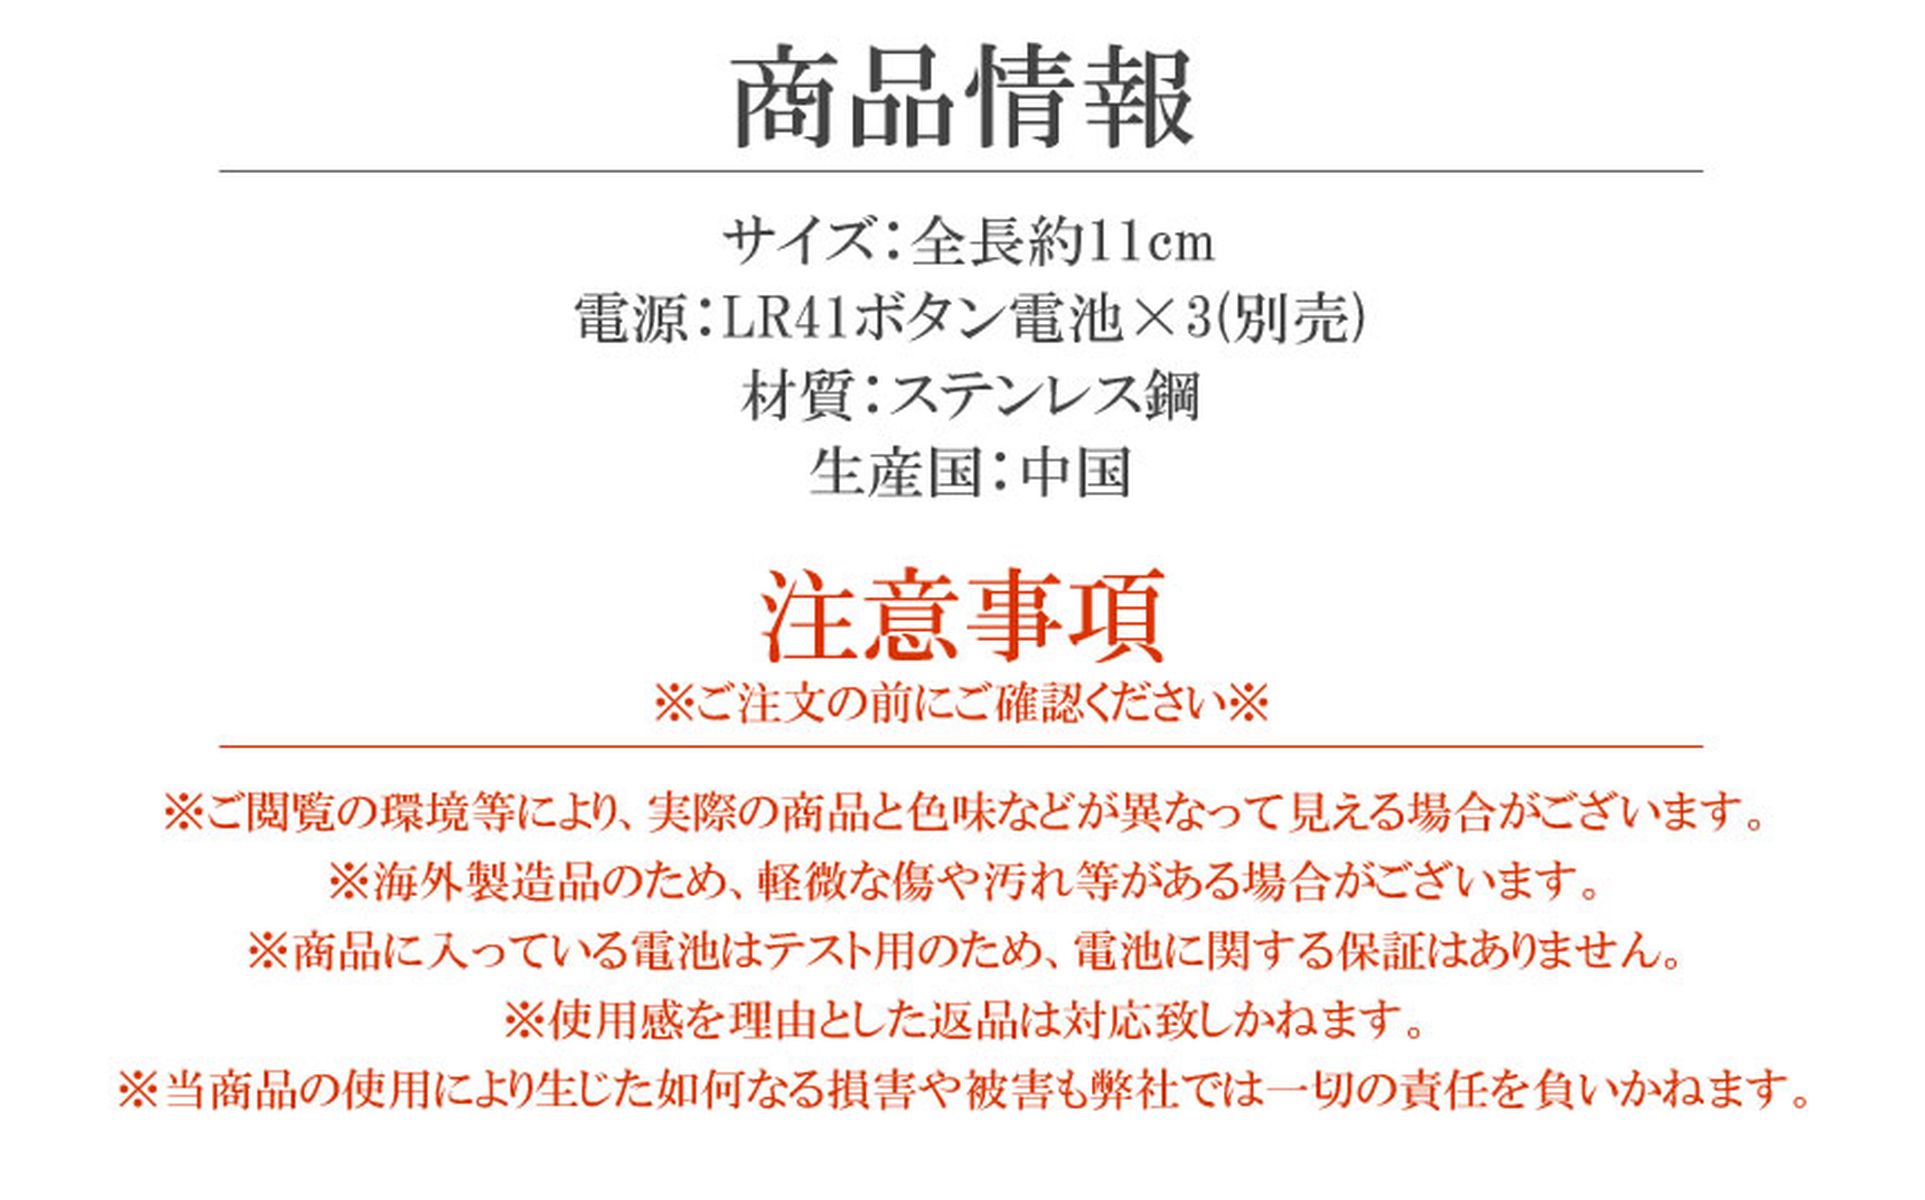 商品情報
サイズ：全長約11cm
電源：LR41ボタン電池×3(別売)
材質：ステンレス鋼
生産国：中国
注意事項
※ご注文の前にご確認ください※
※ご閲覧の環境等により、実際の商品と色味などが異なって見える場合がございます。
※海外製造品のため、軽微な傷や汚れ等がある場合がございます。
※商品に入っている電池はテスト用のため、電池に関する保証はありません。
※使用感を理由とした返品は対応致しかねます。
※当商品の使用により生じた如何なる損害や被害も弊社では一切の責任を負いかねます。